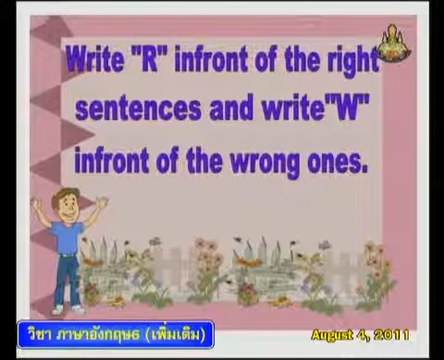 Write "R" infront of the right
sentences and write"W"
infront of the wrong ones.
วิชา ภาษาอังกฤษ6 (เพิ่มเติม)
August 4, 2011